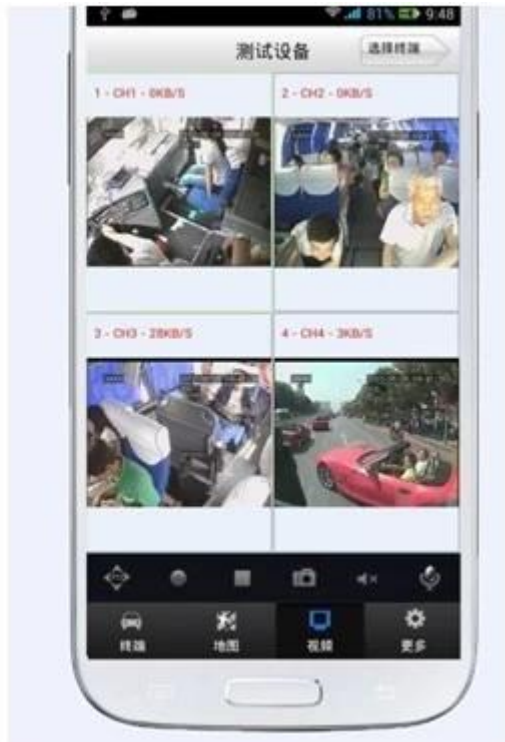 81% 9:48
测试设备
选择终端
1 - CH1 - 0KB/S
2 - CH2 - 0KB/S
3 - CH3 - 28KB/S
4 - CH4 - 3KB/S
终端
地图
视频
更多